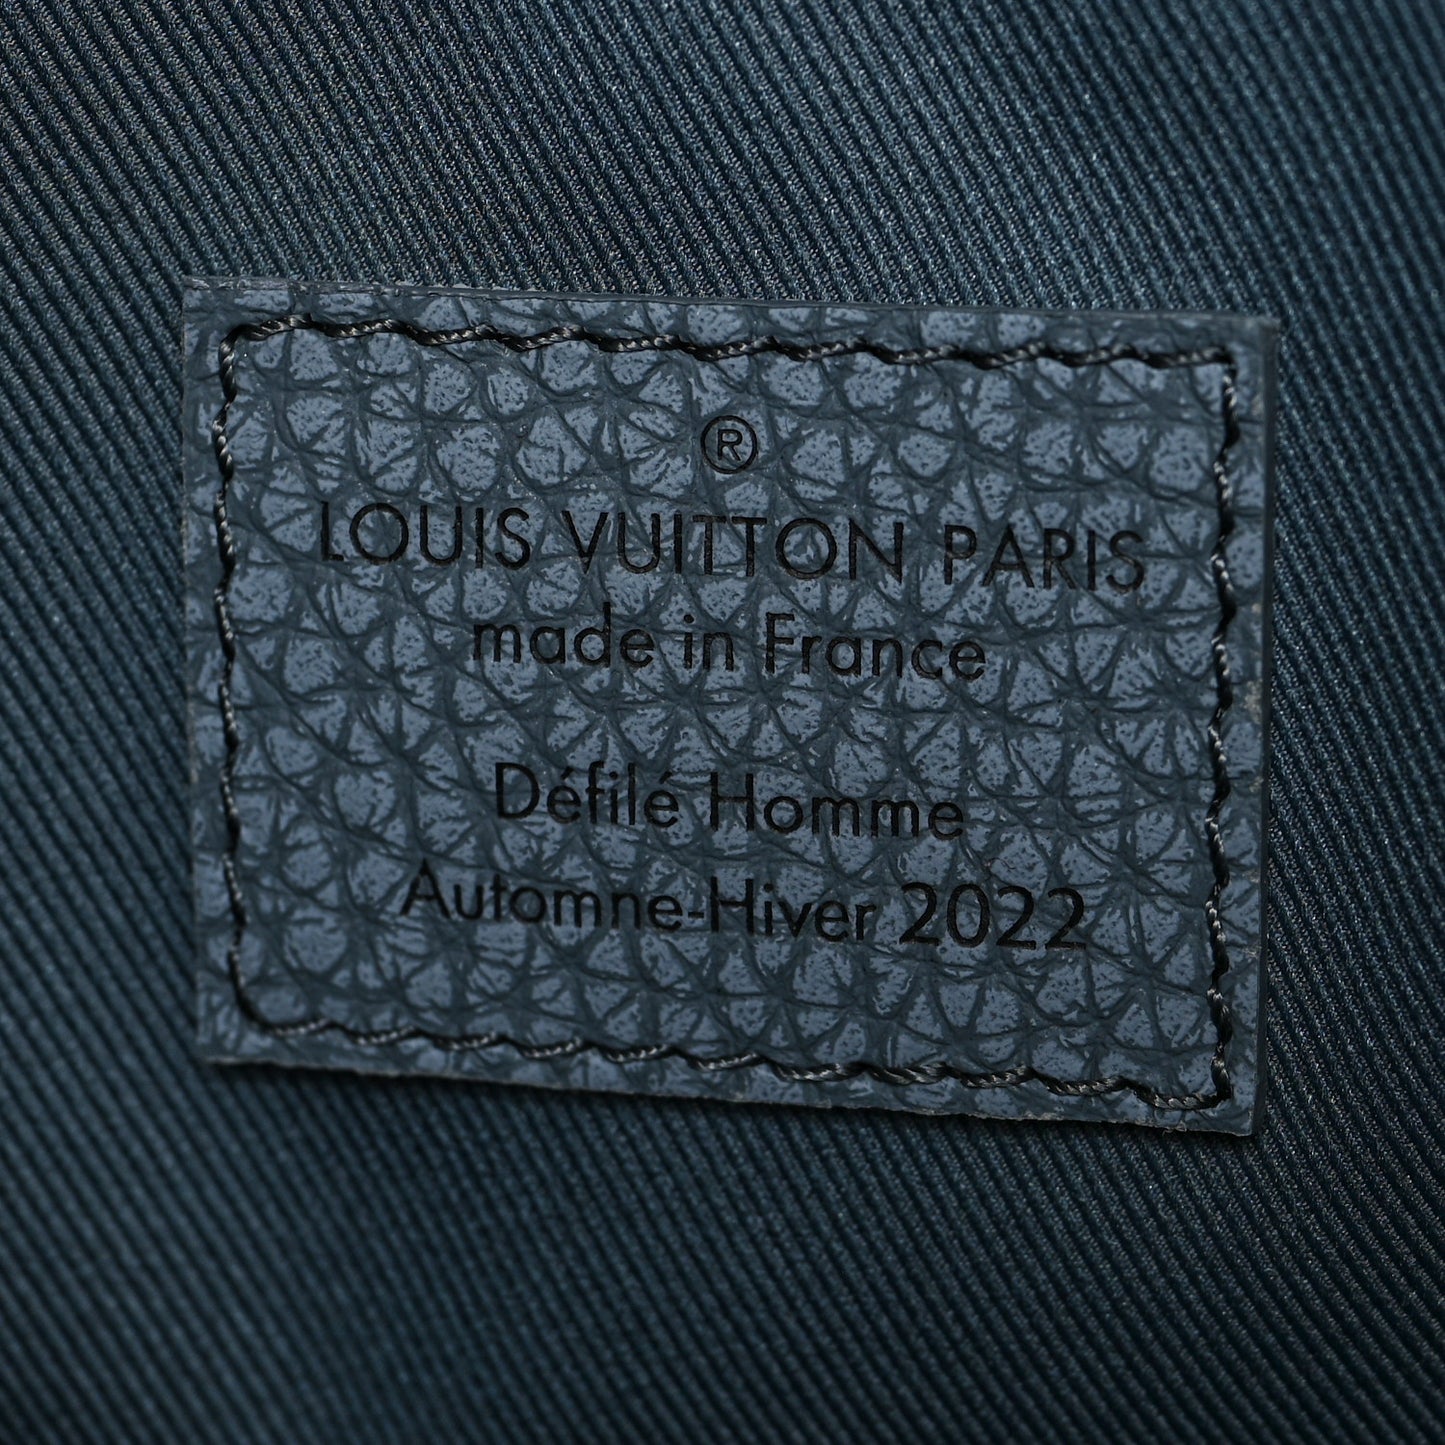 ®
LOUIS VUITTON PARIS
made in France
Défilé Homme
Automne-Hiver 2022